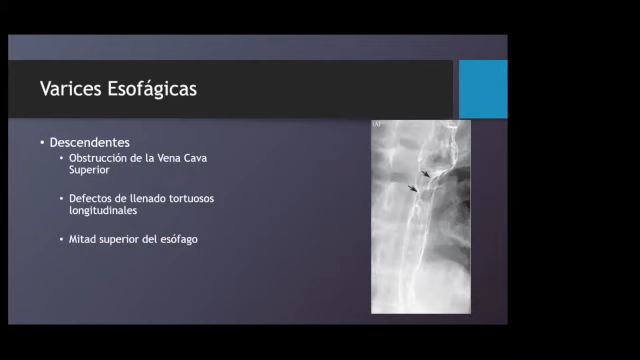 Varices Esofágicas
• Descendentes
• Obstrucción de la Vena Cava
Superior
• Defectos de llenado tortuosos
longitudinales
• Mitad superior del esófago